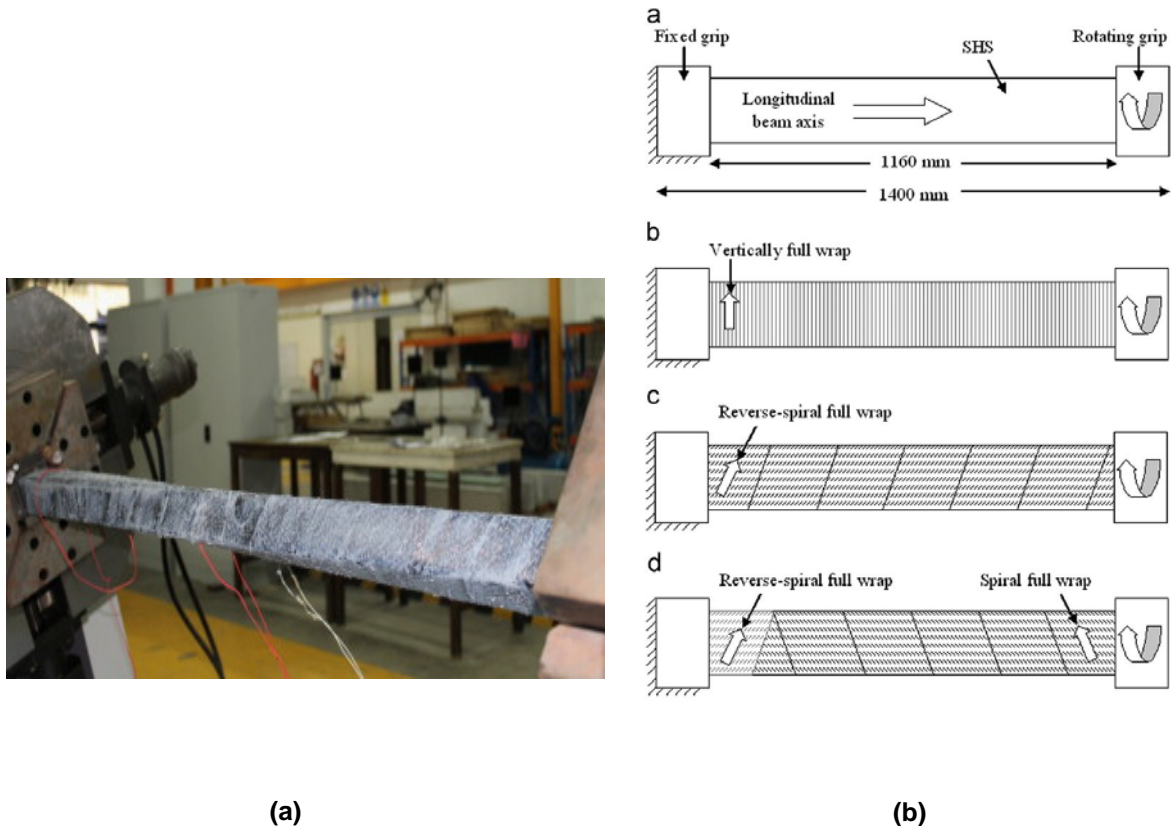 a
Fixed grip
SHS
Rotating grip
Longitudinal
beam axis
1160 mm
1400 mm
b
Vertically full wrap
c
Reverse-spiral full wrap
d
Reverse-spiral full wrap
Spiral full wrap
(a)
(b)